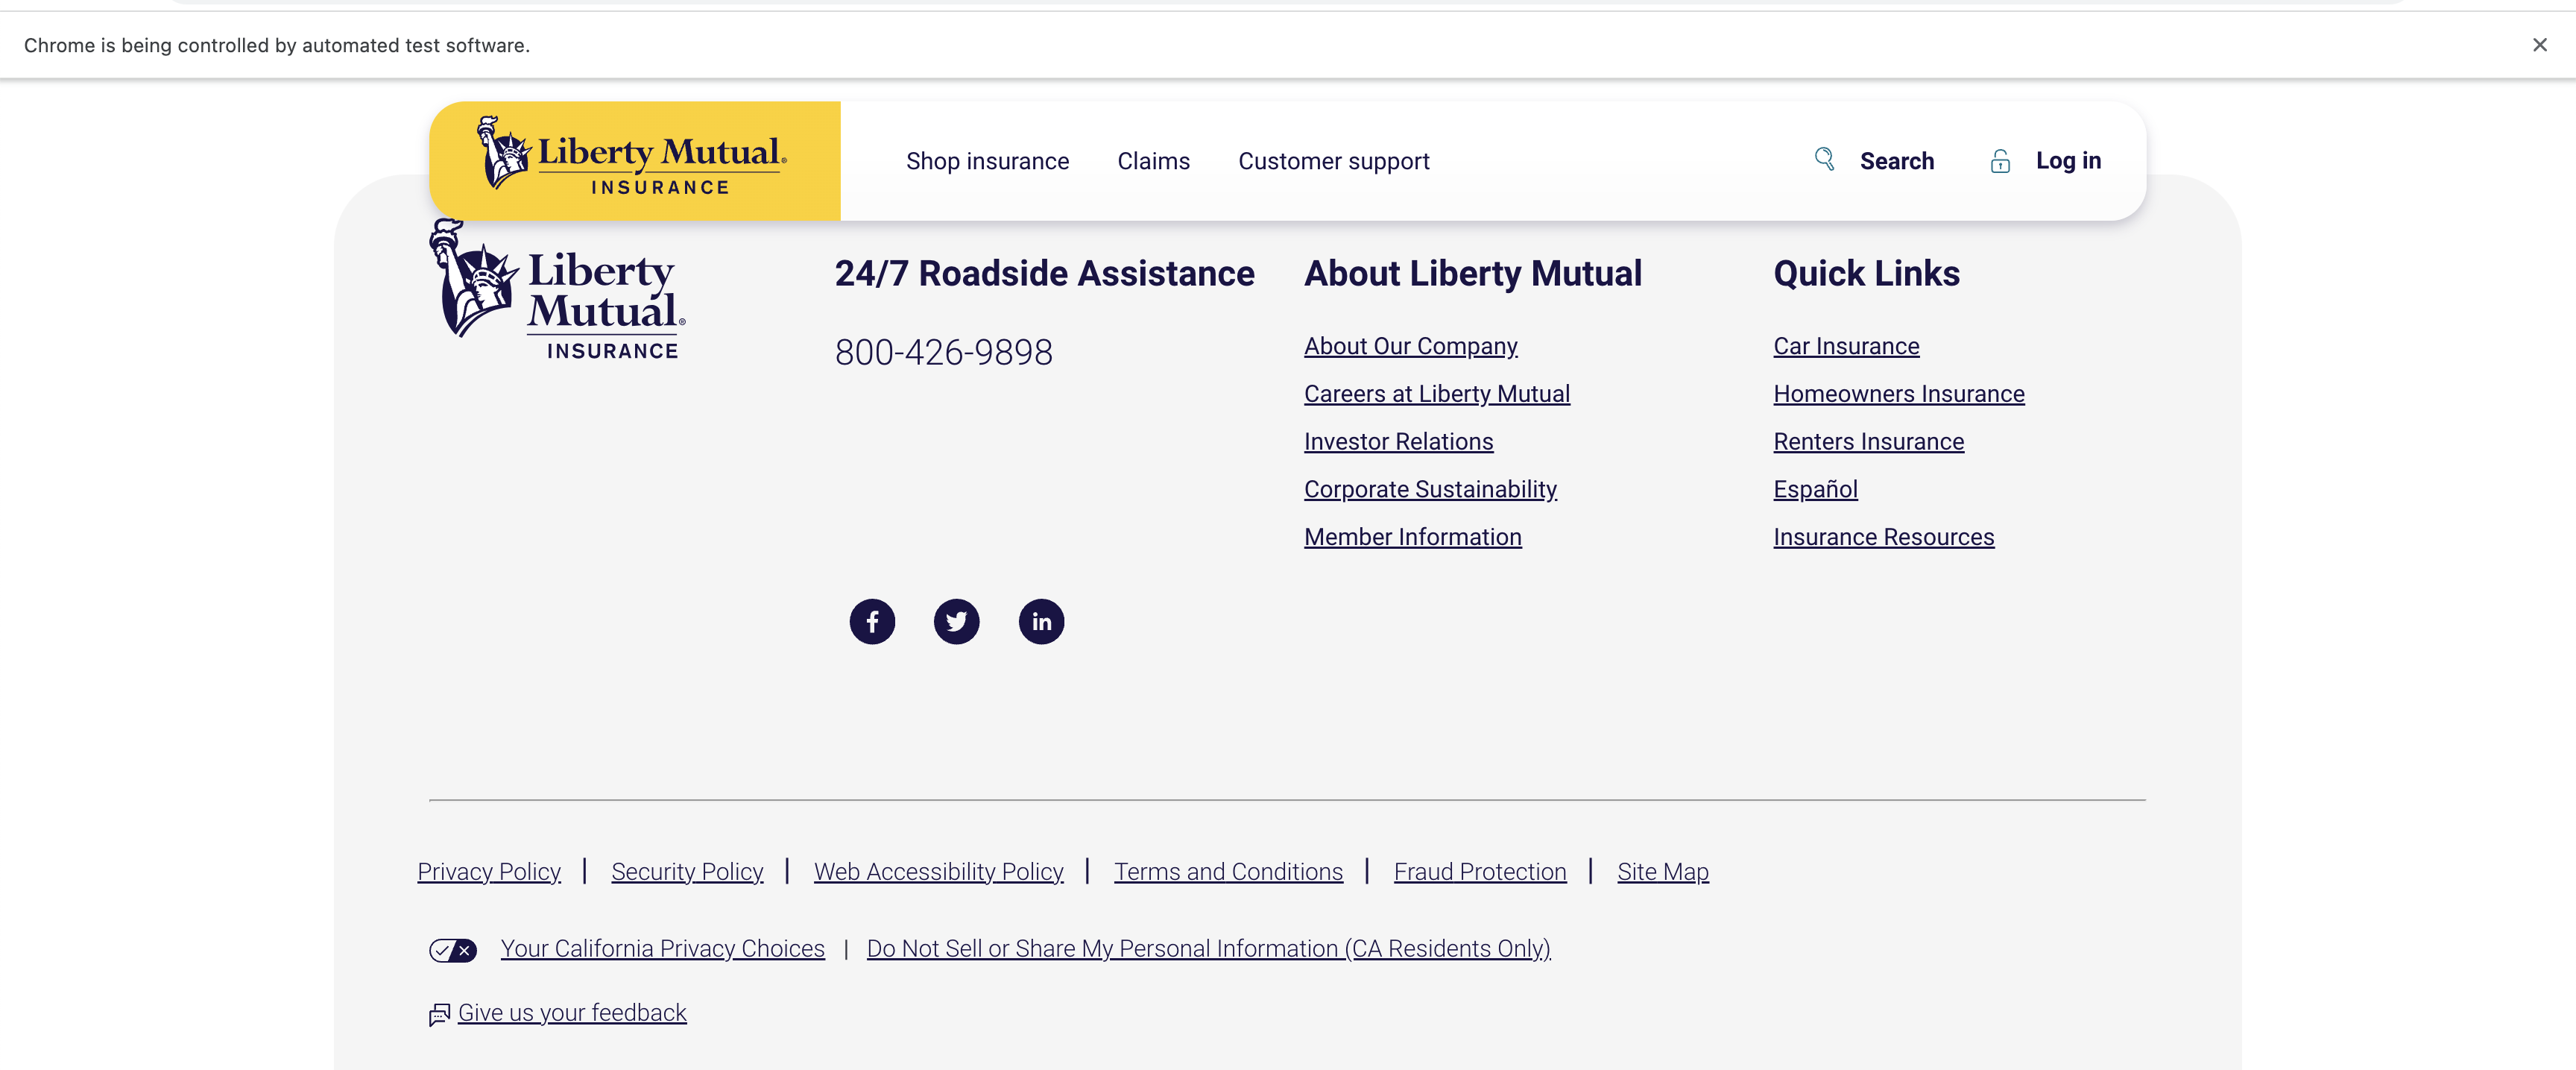 Chrome is being controlled by automated test software.
Liberty Mutual®
INSURANCE
Shop insurance
Claims
Customer support
Search
Log in
Liberty
Mutual®
INSURANCE
24/7 Roadside Assistance
800-426-9898
About Liberty Mutual
About Our Company
Careers at Liberty Mutual
Investor Relations
Corporate Sustainability
Member Information
Quick Links
Car Insurance
Homeowners Insurance
Renters Insurance
Español
Insurance Resources
f
in
Privacy Policy | Security Policy | Web Accessibility Policy | Terms and Conditions | Fraud Protection | Site Map
Your California Privacy Choices | Do Not Sell or Share My Personal Information (CA Residents Only)
Give us your feedback